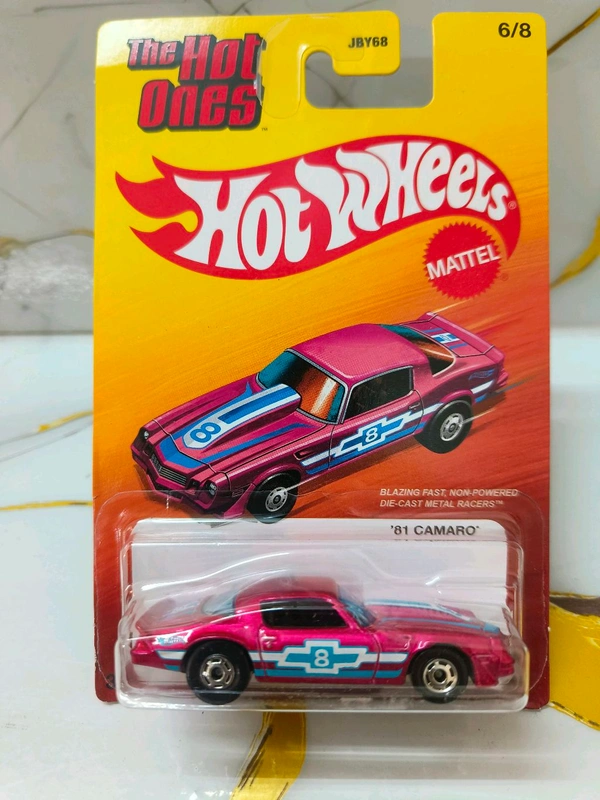 The Hot
Ones™
JBY68
6/8
Hot Wheels®
MATTEL
8
8
BLAZING FAST, NON-POWERED
DIE-CAST METAL RACERS™
'81 CAMARO
8